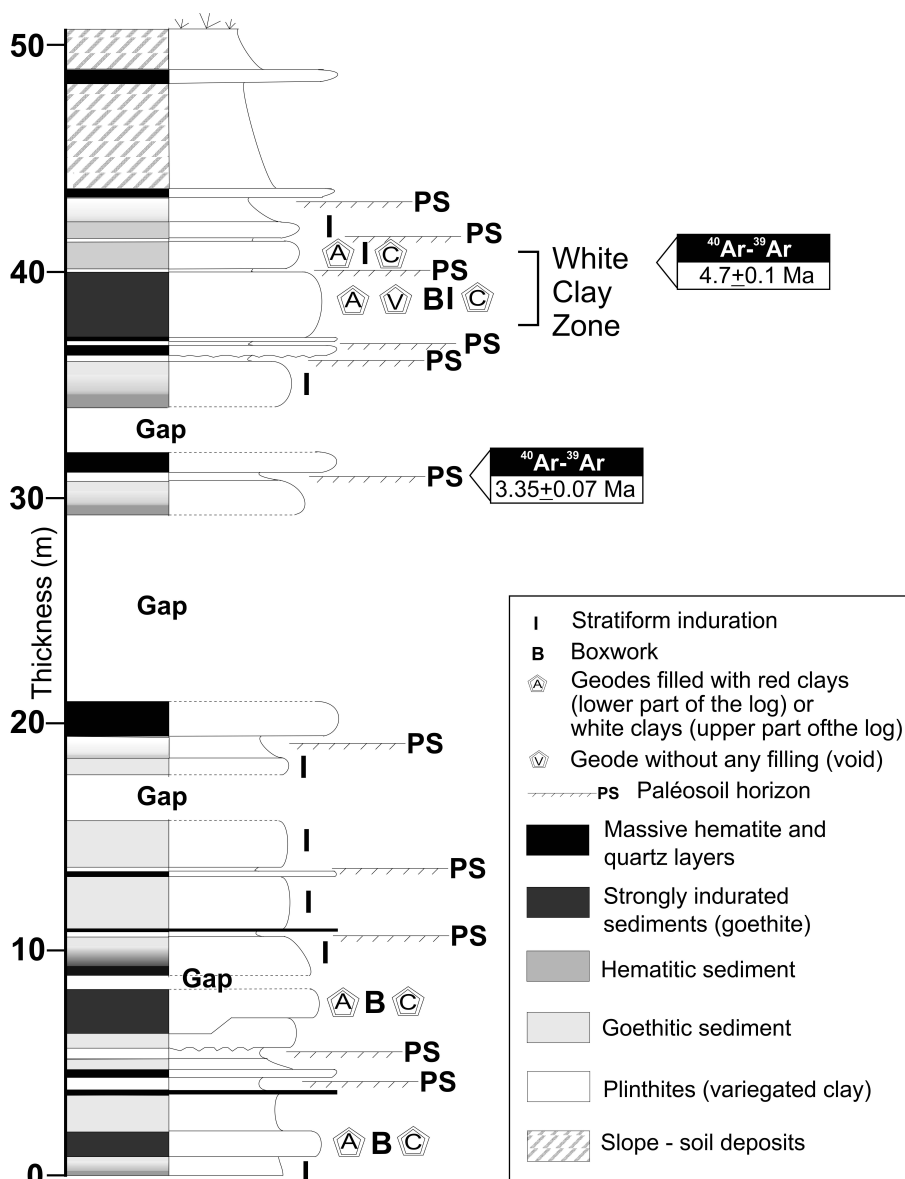 50
PS
I
PS
A I C
40
PS
A V B I C
White
Clay
Zone
⁴⁰Ar-³⁹Ar
4.7±0.1 Ma
PS
PS
I
Gap
⁴⁰Ar-³⁹Ar
3.35±0.07 Ma
PS
30
Thickness (m)
Gap
20
PS
I
Gap
I
PS
I
PS
10
I
Gap
A B C
PS
PS
A B C
0
I
I Stratiform induration
B Boxwork
A Geodes filled with red clays
(lower part of the log) or
white clays (upper part ofthe log)
V Geode without any filling (void)
PS Paléosoil horizon
Massive hematite and
quartz layers
Strongly indurated
sediments (goethite)
Hematitic sediment
Goethitic sediment
Plinthites (variegated clay)
Slope - soil deposits